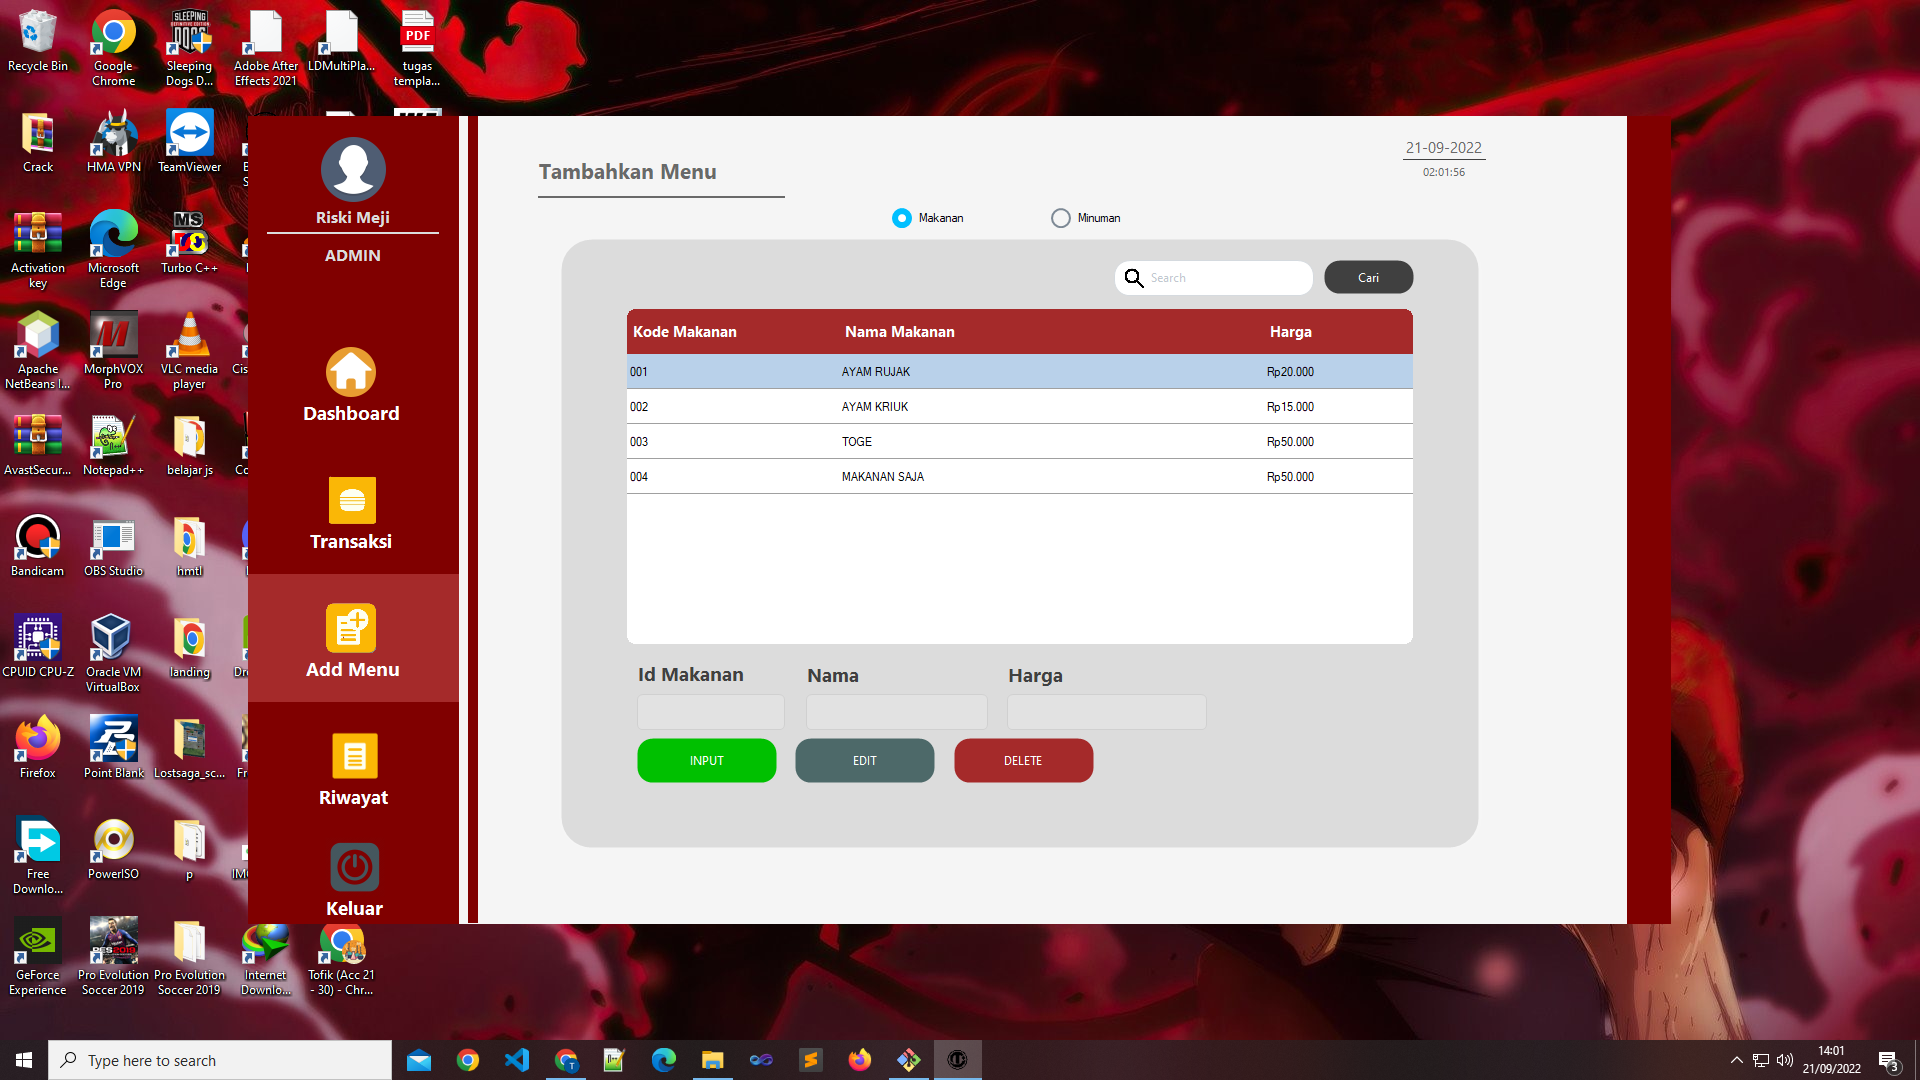 Recycle Bin
Google
Chrome
Sleeping
Dogs D...
Adobe After
Effects 2021
LDMultiPla...
PDF
tugas
templa...
SLEEPING
DOGS
Crack
HMA VPN
TeamViewer
Activation
key
Microsoft
Edge
MS
Turbo C++
Apache
NetBeans I...
MorphVOX
Pro
VLC media
player
AvastSecur...
Notepad++
belajar js
Bandicam
OBS Studio
hmtl
CPUID CPU-Z
Oracle VM
VirtualBox
landing
Firefox
Point Blank
Lostsaga_sc...
Free
Downlo...
PowerISO
p
GeForce
Experience
Pro Evolution
Soccer 2019
Pro Evolution
Soccer 2019
Internet
Downlo...
Tofik (Acc 21
- 30) - Chr...
Riski Meji
ADMIN
Dashboard
Transaksi
Add Menu
Riwayat
Keluar
Tambahkan Menu
21-09-2022
02:01:56
Makanan
Minuman
Search
Cari
Kode Makanan Nama Makanan Harga
001 AYAM RUJAK Rp20.000
002 AYAM KRIUK Rp15.000
003 TOGE Rp50.000
004 MAKANAN SAJA Rp50.000
Id Makanan Nama Harga
INPUT EDIT DELETE
Type here to search
14:01
21/09/2022
3